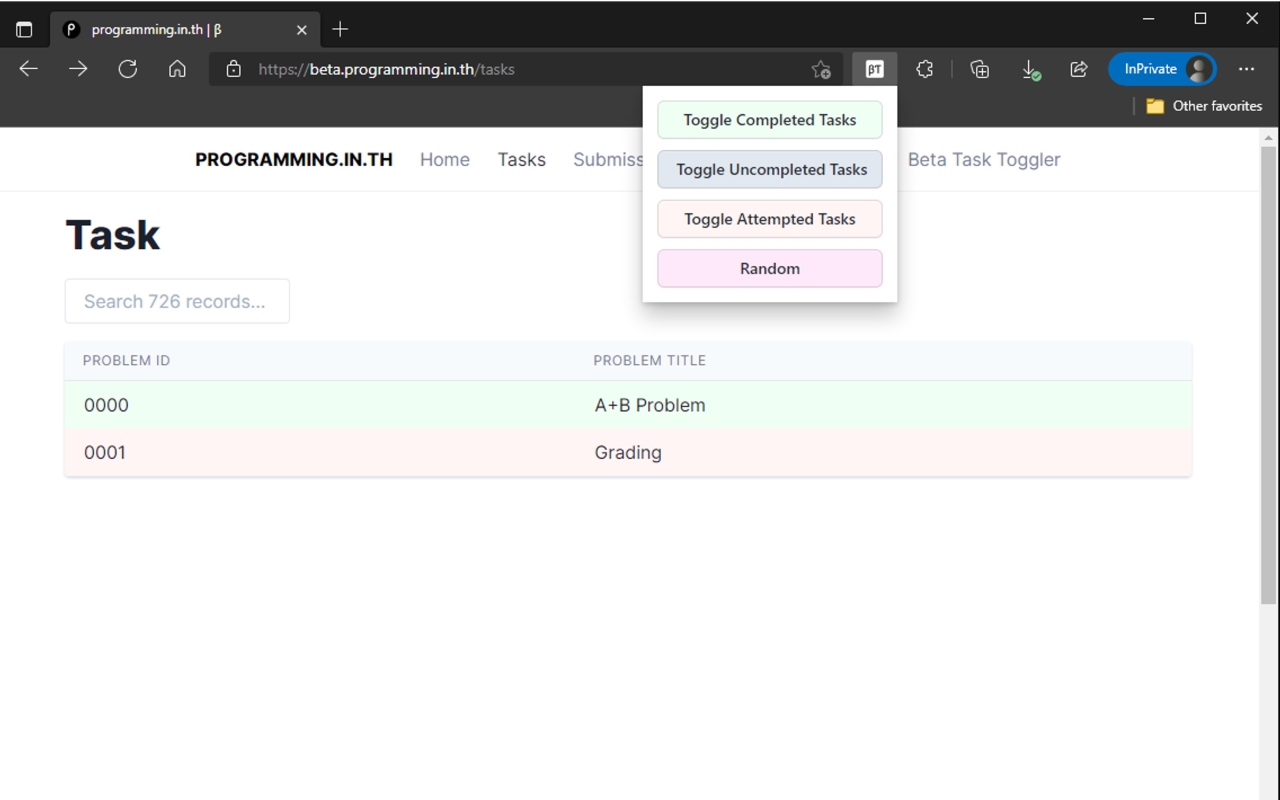 programming.in.th | β
https://beta.programming.in.th/tasks
βT
InPrivate
Other favorites
PROGRAMMING.IN.TH Home Tasks Submiss Beta Task Toggler
Toggle Completed Tasks
Toggle Uncompleted Tasks
Toggle Attempted Tasks
Random
Task
Search 726 records...
PROBLEM ID PROBLEM TITLE
0000 A+B Problem
0001 Grading